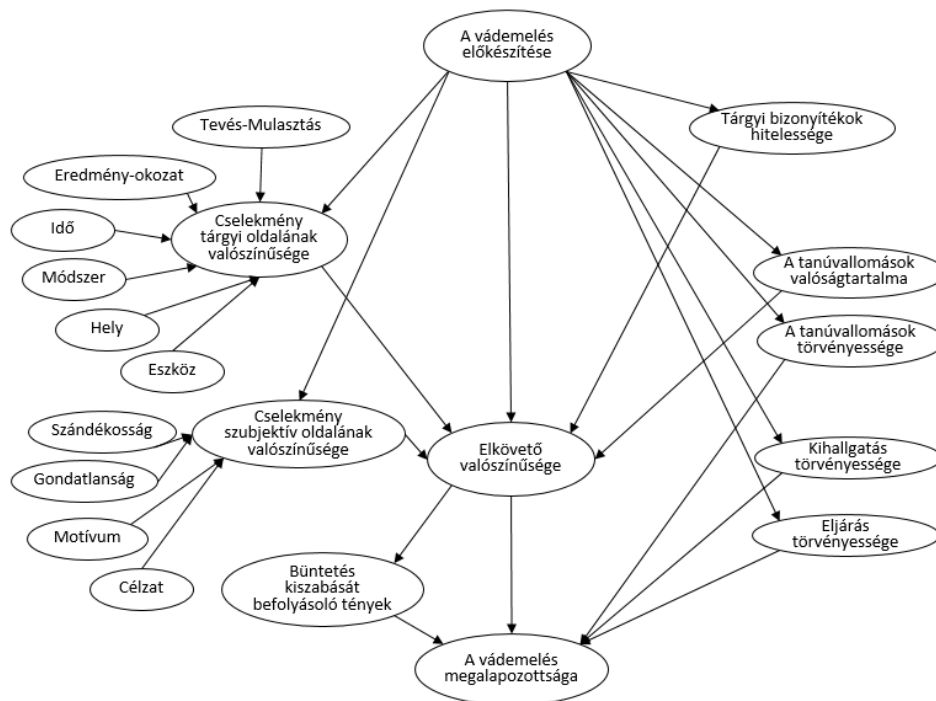 A vádemelés
előkészítése
Tárgyi bizonyítékok
hitelessége
Tevés-Mulasztás
Eredmény-okozat
Idő
Módszer
Hely
Eszköz
Cselekmény
tárgyi oldalának
valószínűsége
A tanúvallomások
valóságtartalma
A tanúvallomások
törvényessége
Szándékosság
Gondatlanság
Motívum
Célzat
Cselekmény
szubjektív oldalának
valószínűsége
Elkövető
valószínűsége
Kihallgatás
törvényessége
Eljárás
törvényessége
Büntetés
kiszabását
befolyásoló tények
A vádemelés
megalapozottsága